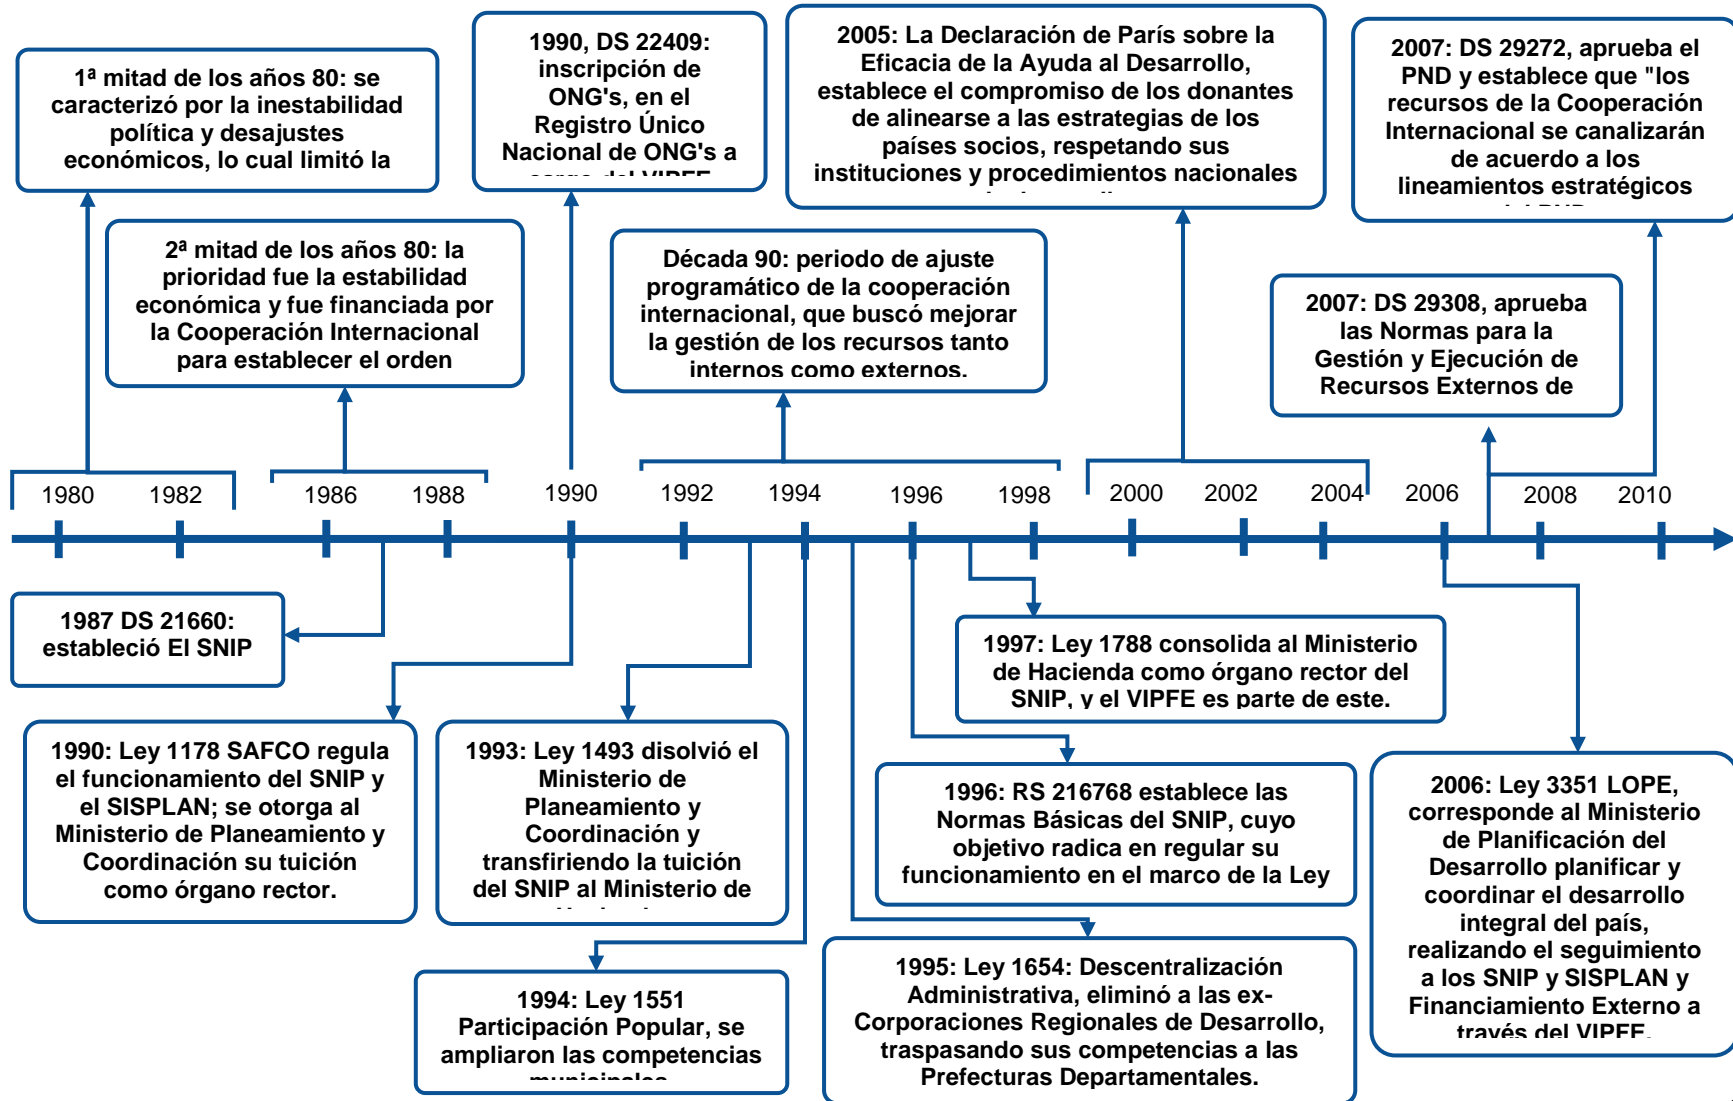 1ª mitad de los años 80: se
caracterizó por la inestabilidad
política y desajustes
económicos, lo cual limitó la
1990, DS 22409:
inscripción de
ONG's, en el
Registro Único
Nacional de ONG's a
cargo del VIPFE
2005: La Declaración de París sobre la
Eficacia de la Ayuda al Desarrollo,
establece el compromiso de los donantes
de alinearse a las estrategias de los
países socios, respetando sus
instituciones y procedimientos nacionales
2007: DS 29272, aprueba el
PND y establece que "los
recursos de la Cooperación
Internacional se canalizarán
de acuerdo a los
lineamientos estratégicos
del PND
2ª mitad de los años 80: la
prioridad fue la estabilidad
económica y fue financiada por
la Cooperación Internacional
para establecer el orden
Década 90: periodo de ajuste
programático de la cooperación
internacional, que buscó mejorar
la gestión de los recursos tanto
internos como externos.
2007: DS 29308, aprueba
las Normas para la
Gestión y Ejecución de
Recursos Externos de
1980 1982 1986 1988 1990 1992 1994 1996 1998 2000 2002 2004 2006 2008 2010
1987 DS 21660:
estableció El SNIP
1997: Ley 1788 consolida al Ministerio
de Hacienda como órgano rector del
SNIP, y el VIPFE es parte de este.
1990: Ley 1178 SAFCO regula
el funcionamiento del SNIP y
el SISPLAN; se otorga al
Ministerio de Planeamiento y
Coordinación su tuición
como órgano rector.
1993: Ley 1493 disolvió el
Ministerio de
Planeamiento y
Coordinación y
transfiriendo la tuición
del SNIP al Ministerio de
1996: RS 216768 establece las
Normas Básicas del SNIP, cuyo
objetivo radica en regular su
funcionamiento en el marco de la Ley
2006: Ley 3351 LOPE,
corresponde al Ministerio
de Planificación del
Desarrollo planificar y
coordinar el desarrollo
integral del país,
realizando el seguimiento
a los SNIP y SISPLAN y
Financiamiento Externo a
través del VIPFE.
1994: Ley 1551
Participación Popular, se
ampliaron las competencias
municipales
1995: Ley 1654: Descentralización
Administrativa, eliminó a las ex-
Corporaciones Regionales de Desarrollo,
traspasando sus competencias a las
Prefecturas Departamentales.